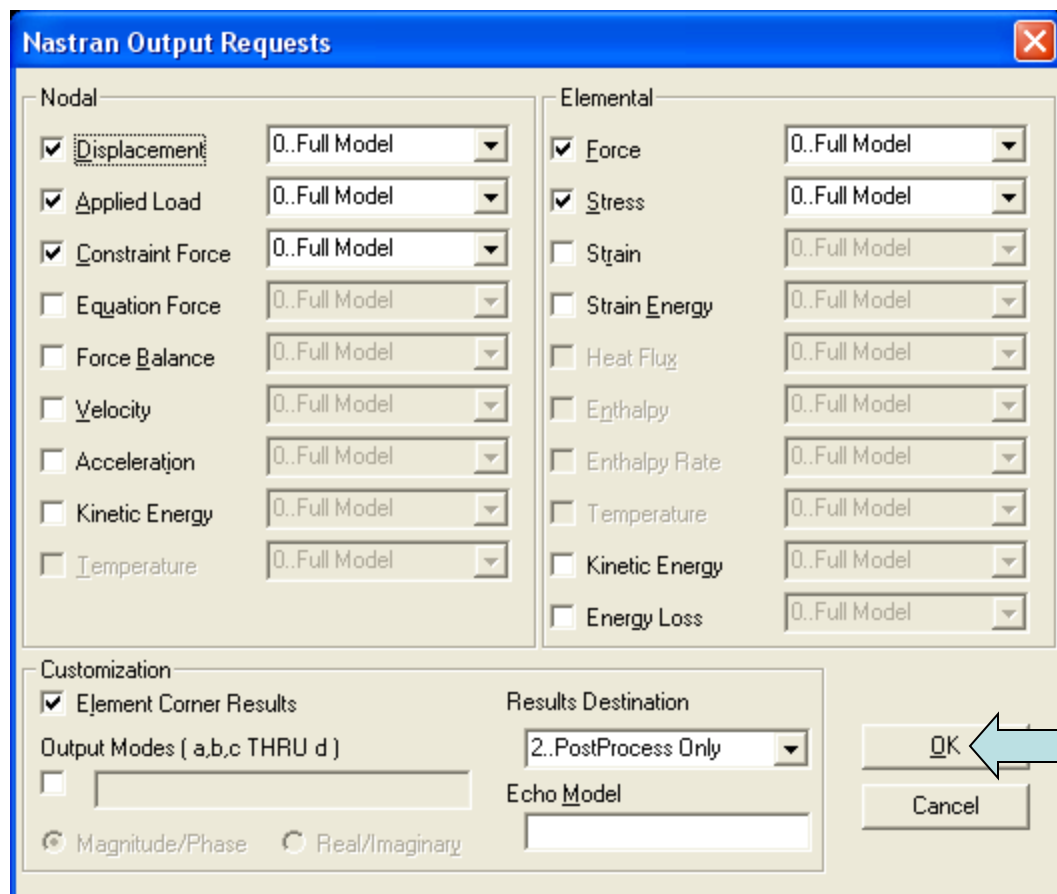 Nastran Output Requests
Nodal
Displacement 0..Full Model
Applied Load 0..Full Model
Constraint Force 0..Full Model
Equation Force 0..Full Model
Force Balance 0..Full Model
Velocity 0..Full Model
Acceleration 0..Full Model
Kinetic Energy 0..Full Model
Temperature 0..Full Model
Elemental
Force 0..Full Model
Stress 0..Full Model
Strain 0..Full Model
Strain Energy 0..Full Model
Heat Flux 0..Full Model
Enthalpy 0..Full Model
Enthalpy Rate 0..Full Model
Temperature 0..Full Model
Kinetic Energy 0..Full Model
Energy Loss 0..Full Model
Customization
Element Corner Results
Output Modes ( a,b,c THRU d )
Magnitude/Phase Real/Imaginary
Results Destination
2..PostProcess Only
Echo Model
OK
Cancel